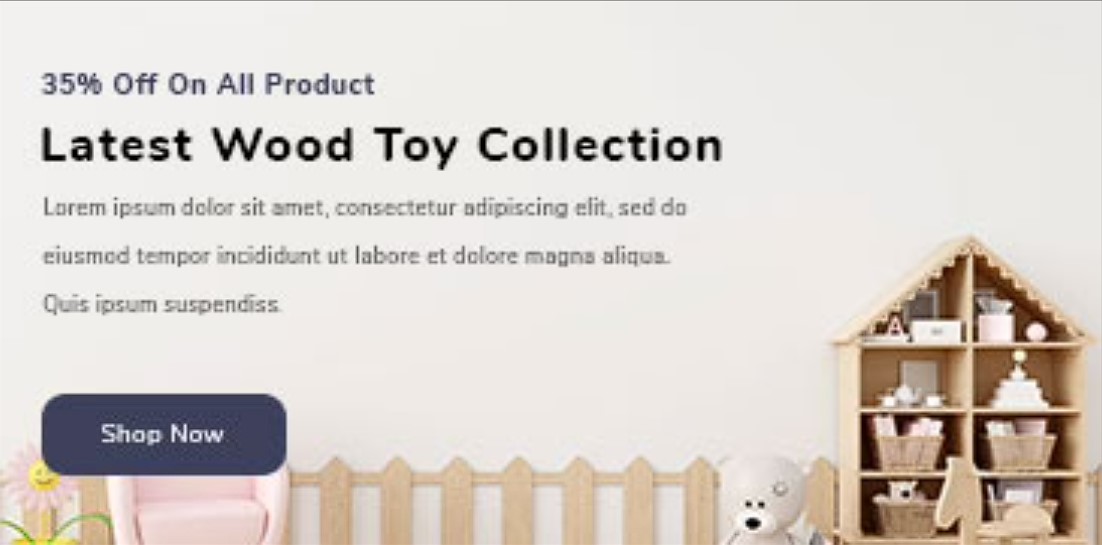 35% Off On All Product
Latest Wood Toy Collection
Lorem ipsum dolor sit amet, consectetur adipiscing elit, sed do
eiusmod tempor incididunt ut labore et dolore magna aliqua.
Quis ipsum suspendiss.
Shop Now
A